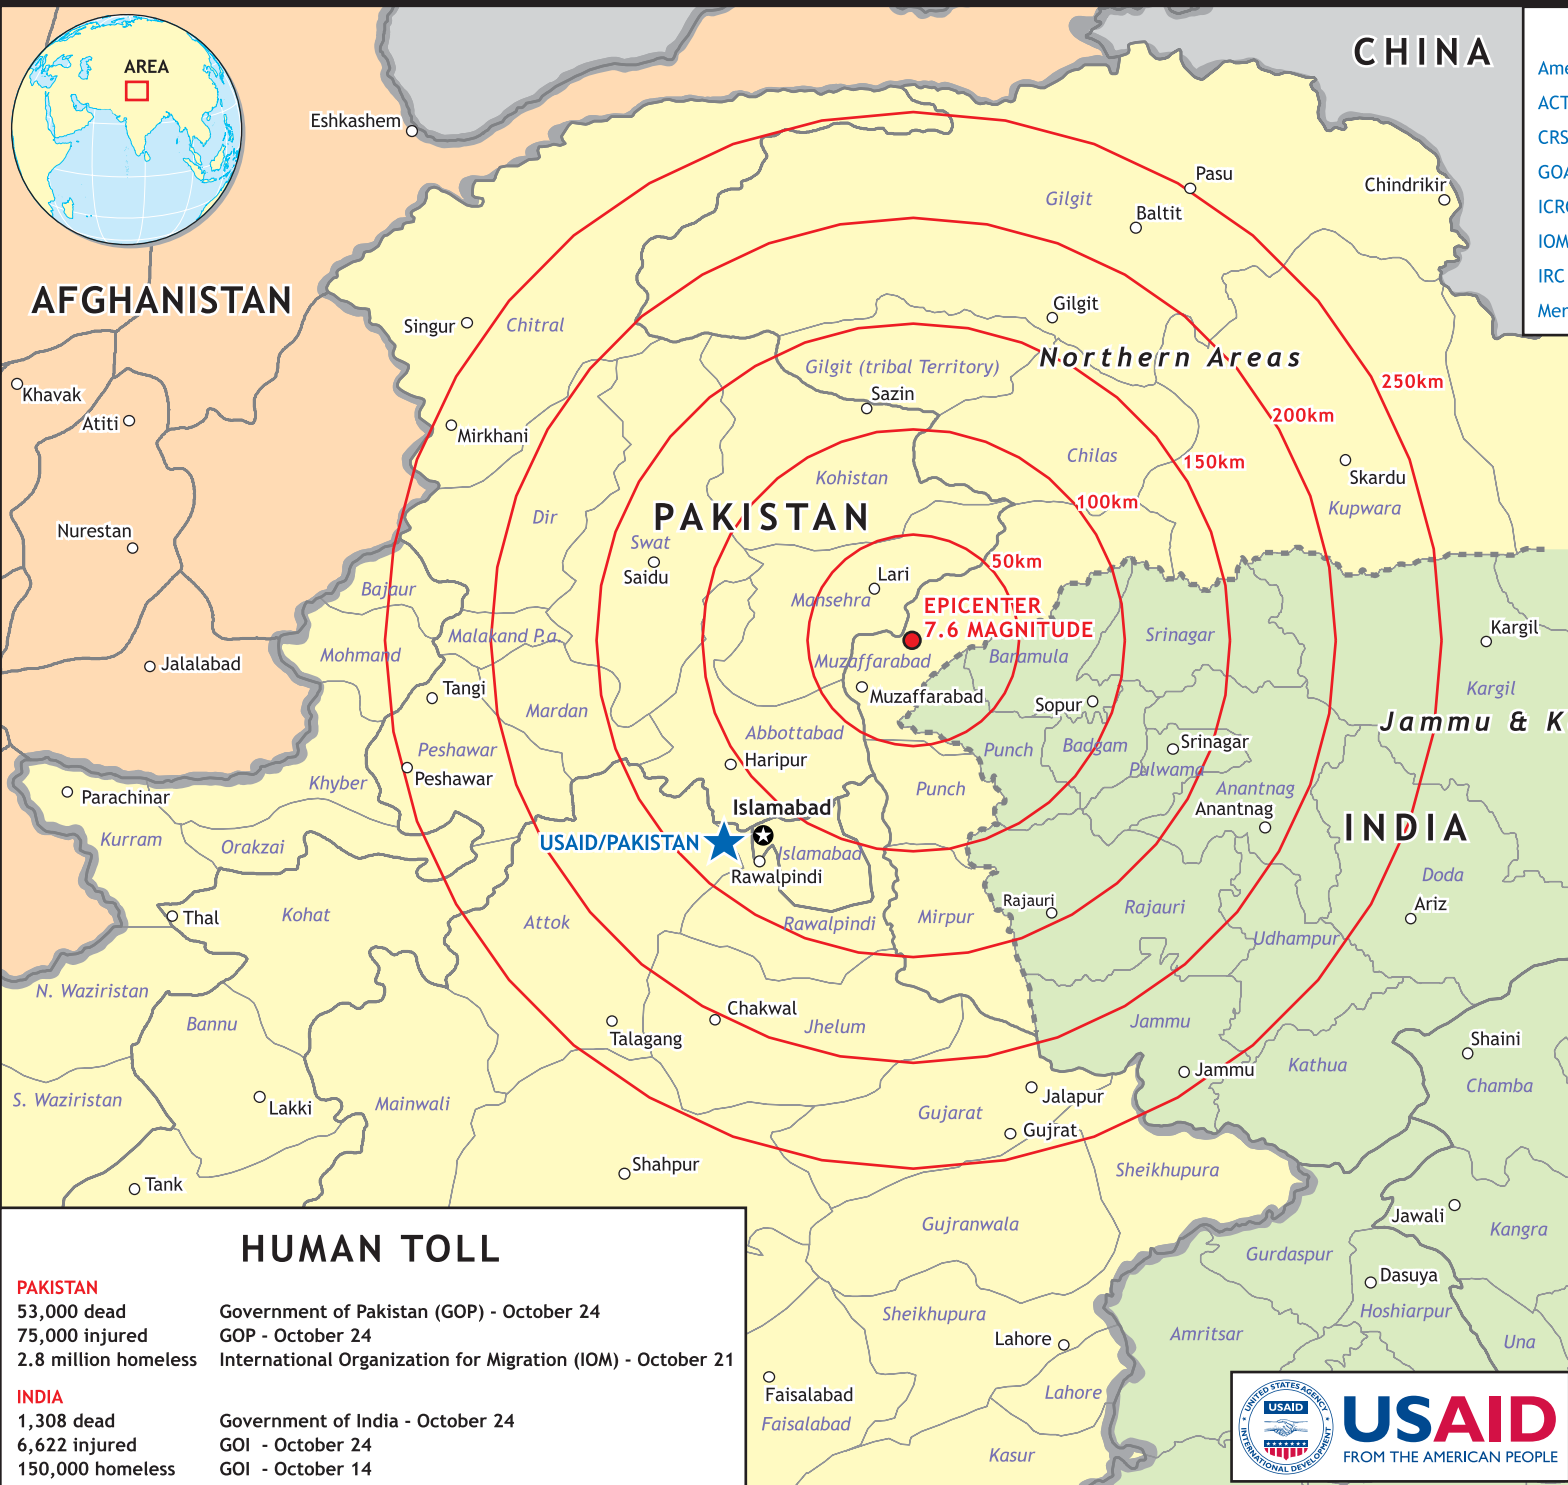 CHINA
AREA
Ame
ACT
CRS
GOA
ICRC
IOM
IRC
Mer
Eshkashem
Pasu
Gilgit
Chindrikir
Baltit
AFGHANISTAN
Singur
Chitral
Gilgit
Northern Areas
Gilgit (tribal Territory)
250km
Khavak
Sazin
Atiti
200km
Mirkhani
Chilas
150km
Kohistan
Skardu
100km
Kupwara
PAKISTAN
Dir
Nurestan
Swat
50km
Saidu
Lari
Bajaur
Mansehra
EPICENTER
7.6 MAGNITUDE
Malakand P.a.
Srinagar
Kargil
Mohmand
Baramula
Jalalabad
Muzaffarabad
Tangi
Muzaffarabad
Kargil
Sopur
Mardan
Jammu & K
Abbottabad
Peshawar
Punch
Badgam
Srinagar
Haripur
Pulwama
Peshawar
Khyber
Punch
Anantnag
Parachinar
Islamabad
Anantnag
INDIA
Kurram
Orakzai
USAID/PAKISTAN
Islamabad
Rawalpindi
Doda
Rajauri
Ariz
Rajauri
Thal
Kohat
Attok
Rawalpindi
Mirpur
Udhampur
N. Waziristan
Chakwal
Bannu
Jhelum
Jammu
Talagang
Shaini
Kathua
Jammu
S. Waziristan
Lakki
Mainwali
Jalapur
Chamba
Gujarat
Gujrat
Shahpur
Sheikhupura
Tank
Jawali
Gujranwala
Kangra
Gurdaspur
Dasuya
Sheikhupura
Hoshiarpur
Lahore
Amritsar
Una
Faisalabad
Lahore
Faisalabad
Kasur
HUMAN TOLL
PAKISTAN
53,000 dead Government of Pakistan (GOP) - October 24
75,000 injured GOP - October 24
2.8 million homeless International Organization for Migration (IOM) - October 21
INDIA
1,308 dead Government of India - October 24
6,622 injured GOI - October 24
150,000 homeless GOI - October 14
UNITED STATES AGENCY
USAID
INTERNATIONAL DEVELOPMENT
USAID
FROM THE AMERICAN PEOPLE